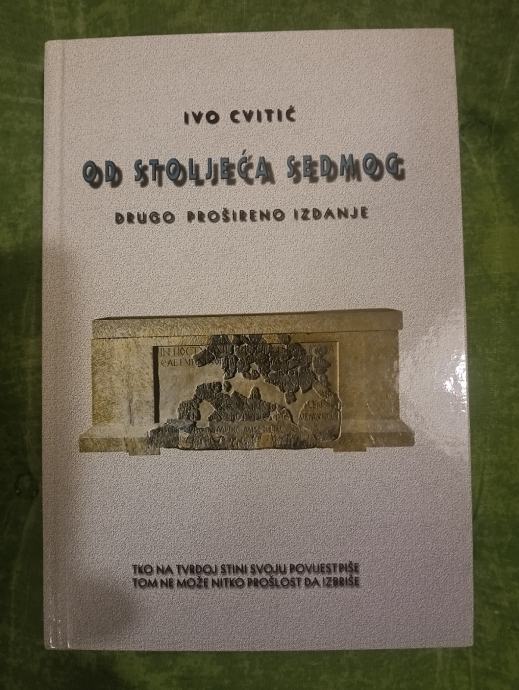 IVO CVITIĆ
OD STOLJEĆA SEDMOG
DRUGO PROŠIRENO IZDANJE
TKO NA TVRDOJ STINI SVOJU POVIJEST PIŠE
TOM NE MOŽE NITKO PROŠLOST DA IZBRIŠE